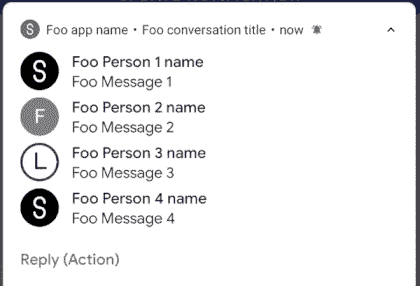 S Foo app name • Foo conversation title • now
S Foo Person 1 name
Foo Message 1
F Foo Person 2 name
Foo Message 2
L Foo Person 3 name
Foo Message 3
S Foo Person 4 name
Foo Message 4
Reply (Action)